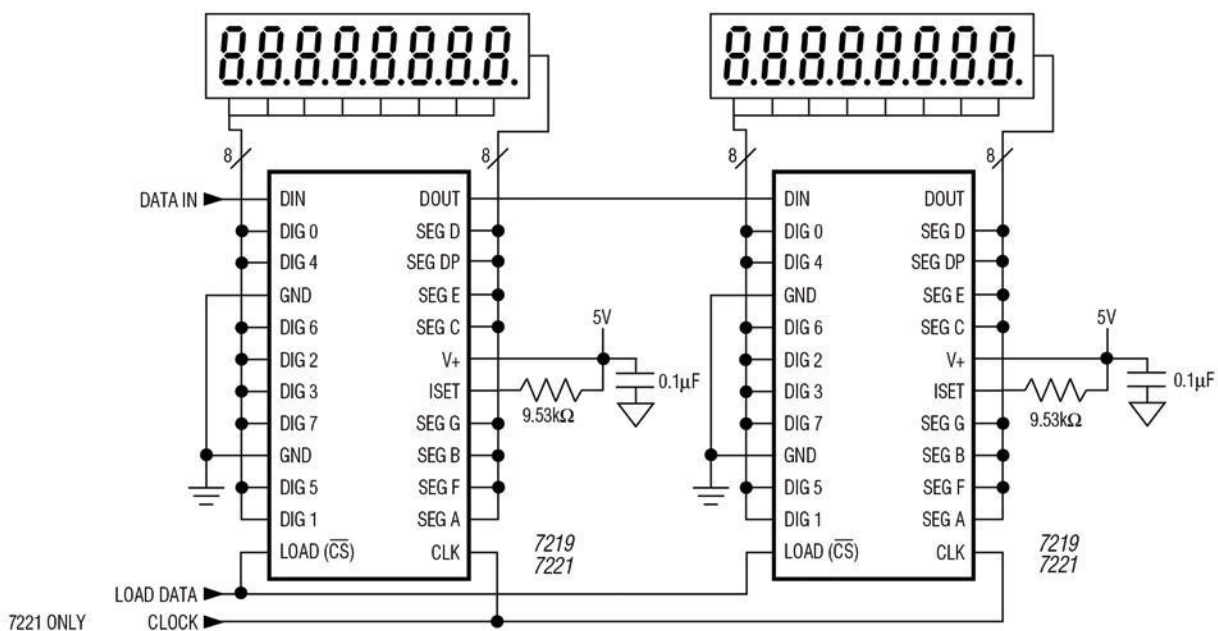 8.8.8.8.8.8.8.8.
8.8.8.8.8.8.8.8.
8
8
8
8
DATA IN
DIN
DIG 0
DIG 4
GND
DIG 6
DIG 2
DIG 3
DIG 7
GND
DIG 5
DIG 1
LOAD (C̅S̅)
DOUT
SEG D
SEG DP
SEG E
SEG C
V+
ISET
SEG G
SEG B
SEG F
SEG A
CLK
5V
0.1µF
9.53kΩ
7219
7221
DIN
DIG 0
DIG 4
GND
DIG 6
DIG 2
DIG 3
DIG 7
GND
DIG 5
DIG 1
LOAD (C̅S̅)
DOUT
SEG D
SEG DP
SEG E
SEG C
V+
ISET
SEG G
SEG B
SEG F
SEG A
CLK
5V
0.1µF
9.53kΩ
7219
7221
LOAD DATA
7221 ONLY
CLOCK